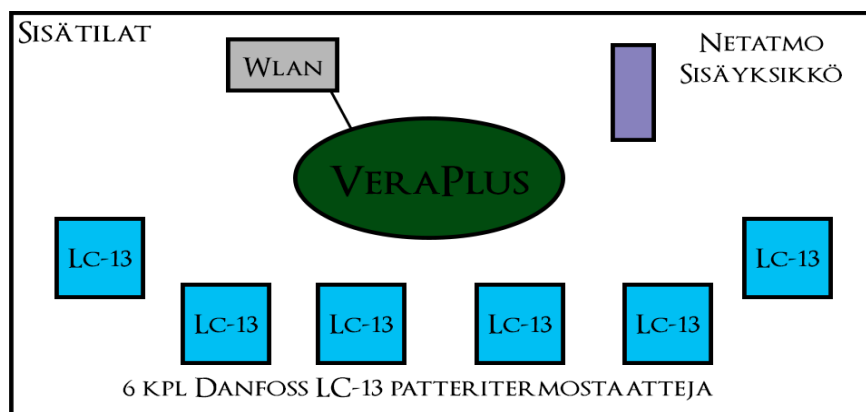 Sisätilat
Wlan
Netatmo
Sisäyksikkö
VeraPlus
Lc-13
Lc-13
Lc-13
Lc-13
Lc-13
Lc-13
6 kpl Danfoss LC-13 patteritermostaatteja